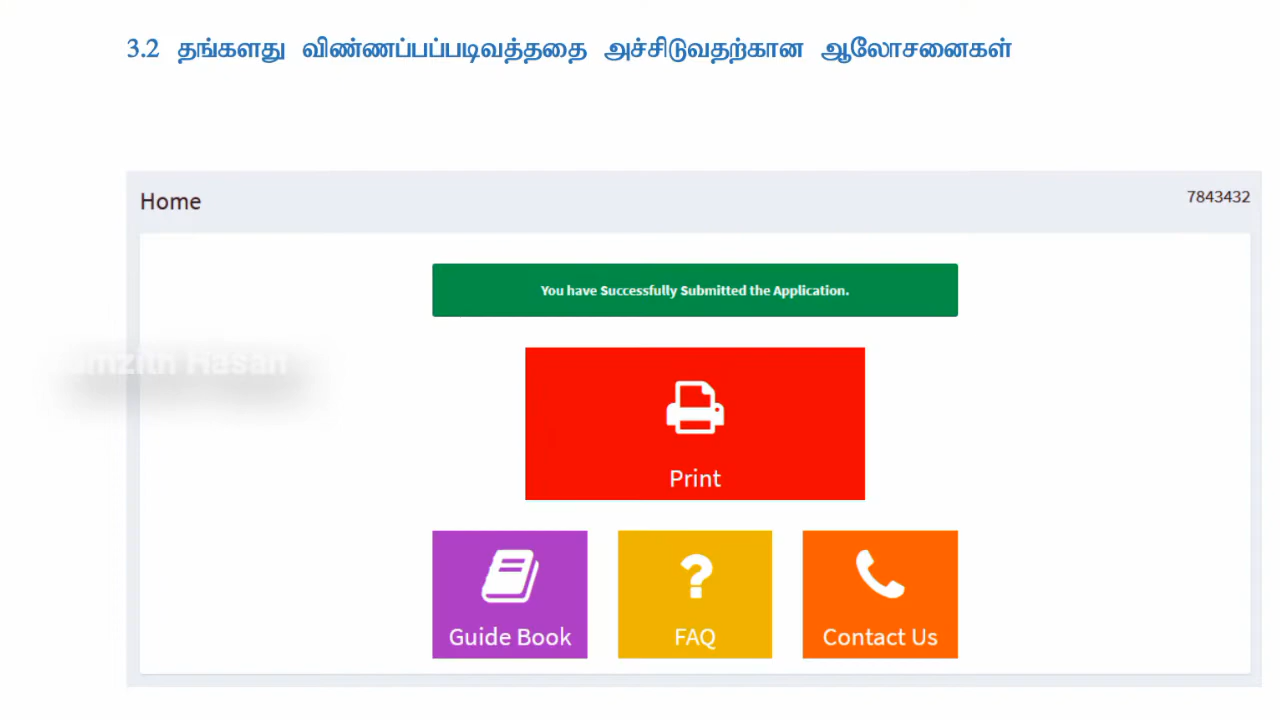 3.2 தங்களது விண்ணப்பப்படிவத்ததை அச்சிடுவதற்கான ஆலோசனைகள்
Home
7843432
You have Successfully Submitted the Application.
Print
Guide Book
FAQ
Contact Us
Hasan